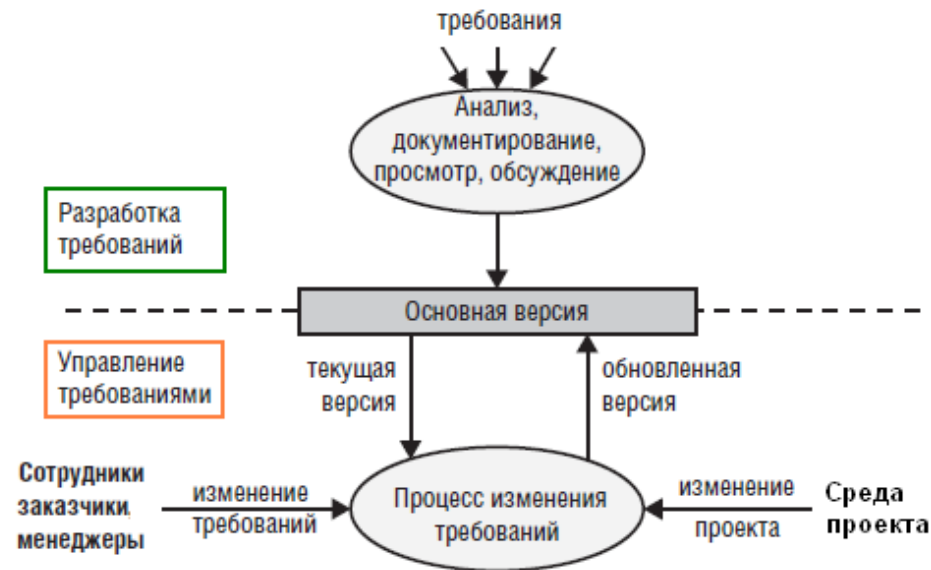 требования
Анализ,
документирование,
просмотр, обсуждение
Разработка
требований
Основная версия
Управление
требованиями
текущая
версия
обновленная
версия
Сотрудники
заказчики,
менеджеры
изменение
требований
Процесс изменения
требований
изменение
проекта
Среда
проекта